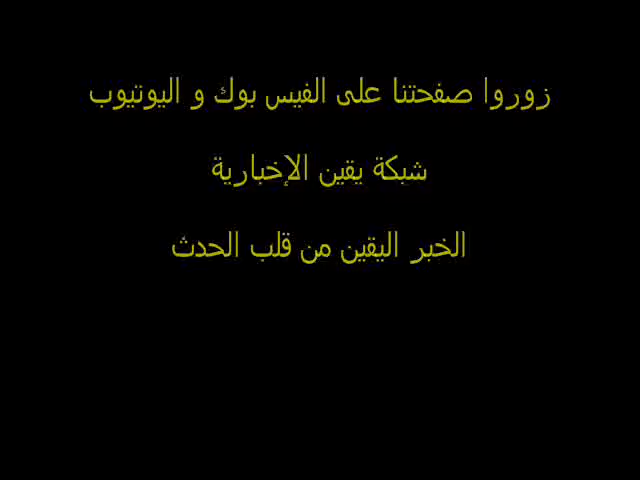 زوروا صفحتنا على الفيس بوك و اليوتيوب
شبكة يقين الإخبارية
الخبر اليقين من قلب الحدث